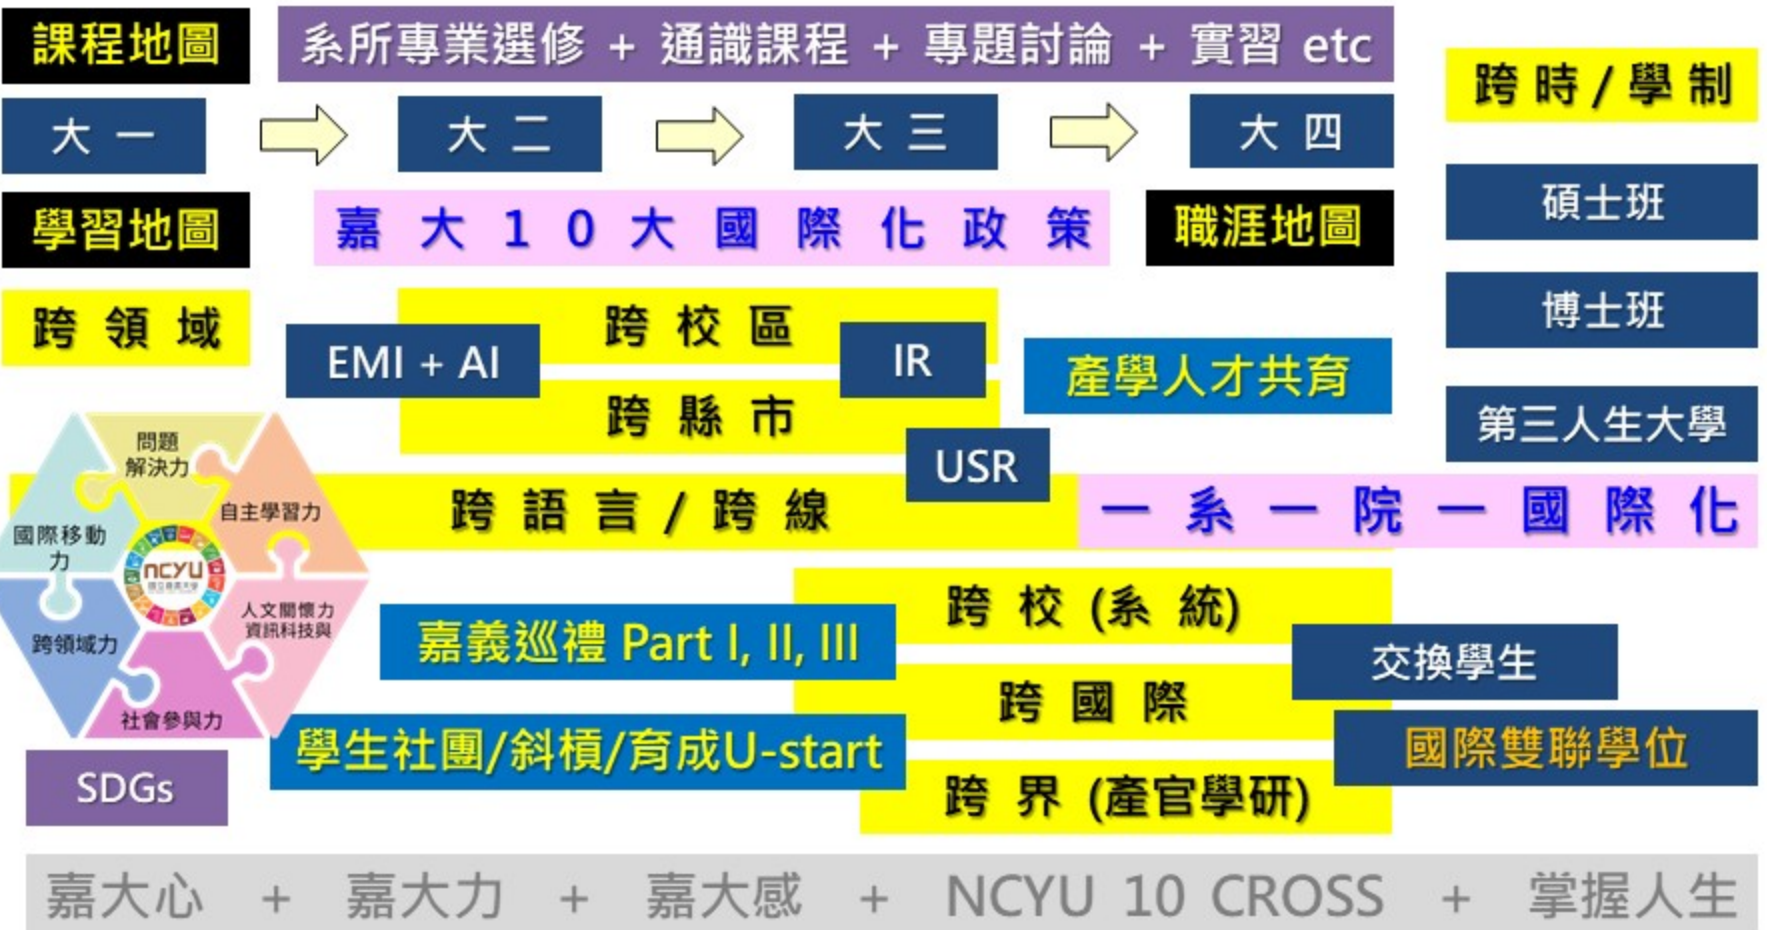 課程地圖
系所專業選修 + 通識課程 + 專題討論 + 實習 etc
跨時/學制
大一
大二
大三
大四
碩士班
學習地圖
嘉大10大國際化政策
職涯地圖
博士班
跨領域
跨校區
EMI + AI
IR
產學人才共育
跨縣市
第三人生大學
USR
跨語言/跨線
一系一院一國際化
問題
解決力
自主學習力
國際移動
力
ncyu
國立嘉義大學
人文關懷力
資訊科技與
跨領域力
社會參與力
跨校 (系統)
嘉義巡禮 Part I, II, III
交換學生
跨國際
學生社團/斜槓/育成U-start
國際雙聯學位
SDGs
跨界 (產官學研)
嘉大心 + 嘉大力 + 嘉大感 + NCYU 10 CROSS + 掌握人生